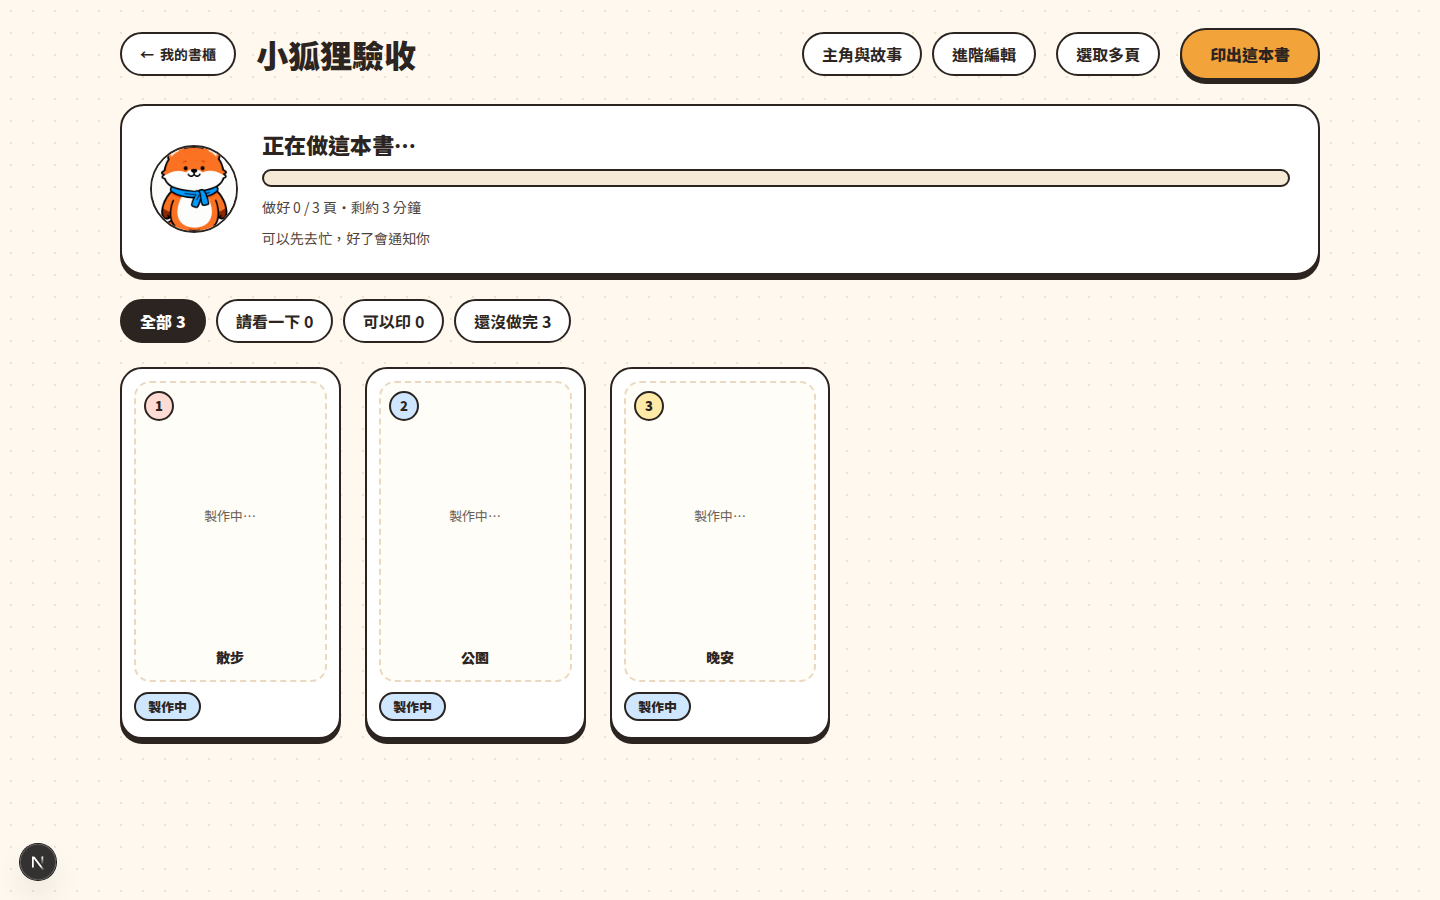 ← 我的書櫃
小狐狸驗收
主角與故事
進階編輯
選取多頁
印出這本書
正在做這本書⋯
做好 0 / 3 頁・剩約 3 分鐘
可以先去忙，好了會通知你
全部 3
請看一下 0
可以印 0
還沒做完 3
1
製作中⋯
散步
製作中
2
製作中⋯
公園
製作中
3
製作中⋯
晚安
製作中
N